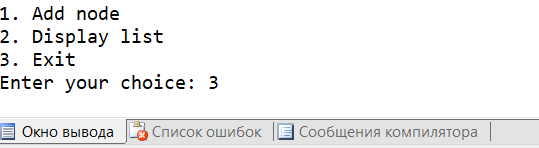 1. Add node
2. Display list
3. Exit
Enter your choice: 3
Окно вывода Список ошибок Сообщения компилятора